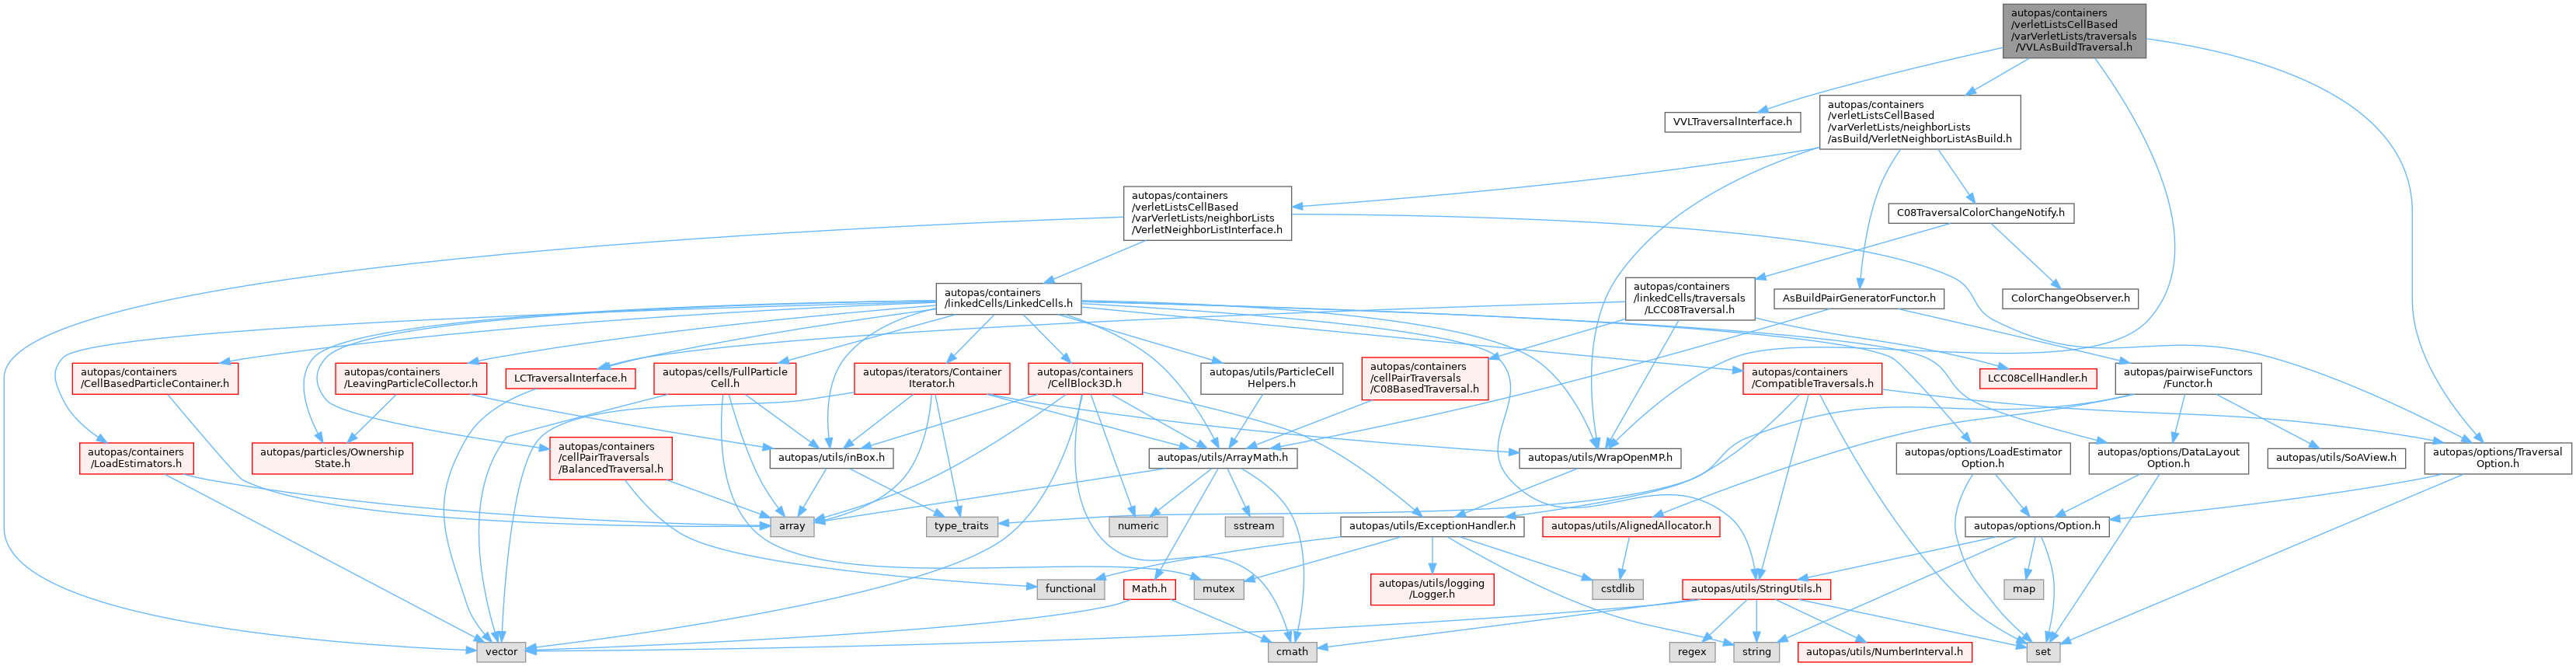 autopas/containers
/verletListsCellBased
/varVerletLists/traversals
/VVLAsBuildTraversal.h
VVLTraversalInterface.h
autopas/containers
/verletListsCellBased
/varVerletLists/neighborLists
/asBuild/VerletNeighborListAsBuild.h
autopas/containers
/verletListsCellBased
/varVerletLists/neighborLists
/VerletNeighborListInterface.h
C08TraversalColorChangeNotify.h
autopas/containers
/linkedCells/LinkedCells.h
autopas/containers
/linkedCells/traversals
/LCC08Traversal.h
AsBuildPairGeneratorFunctor.h
ColorChangeObserver.h
autopas/containers
/CellBasedParticleContainer.h
autopas/containers
/LeavingParticleCollector.h
LCTraversalInterface.h
autopas/cells/FullParticle
Cell.h
autopas/iterators/Container
Iterator.h
autopas/containers
/CellBlock3D.h
autopas/utils/ParticleCell
Helpers.h
autopas/containers
/cellPairTraversals
/C08BasedTraversal.h
autopas/containers
/CompatibleTraversals.h
LCC08CellHandler.h
autopas/pairwiseFunctors
/Functor.h
autopas/containers
/LoadEstimators.h
autopas/particles/Ownership
State.h
autopas/containers
/cellPairTraversals
/BalancedTraversal.h
autopas/utils/inBox.h
autopas/utils/ArrayMath.h
autopas/utils/WrapOpenMP.h
autopas/options/LoadEstimator
Option.h
autopas/options/DataLayout
Option.h
autopas/utils/SoAView.h
autopas/options/Traversal
Option.h
array
type_traits
numeric
sstream
autopas/utils/ExceptionHandler.h
autopas/utils/AlignedAllocator.h
autopas/options/Option.h
functional
Math.h
mutex
autopas/utils/logging
/Logger.h
cstdlib
autopas/utils/StringUtils.h
map
vector
cmath
regex
string
autopas/utils/NumberInterval.h
set